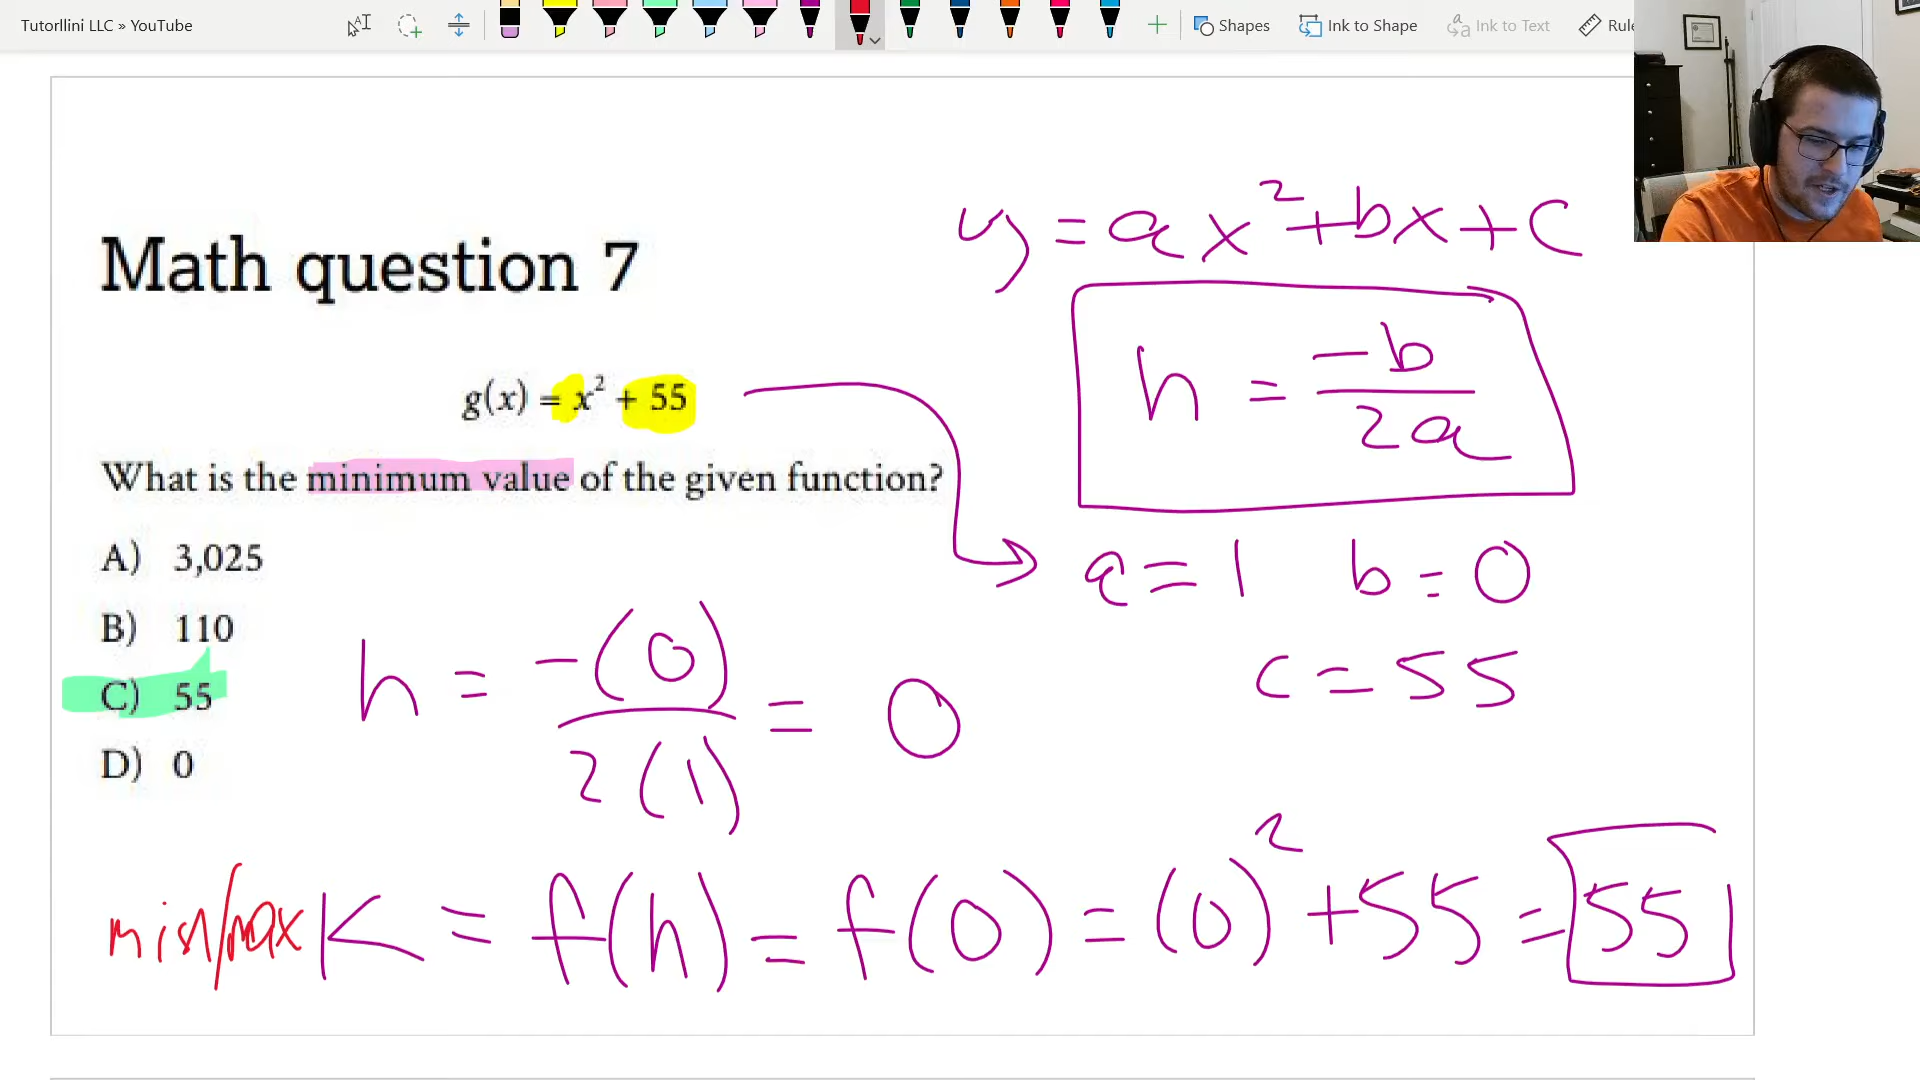 Tutorllini LLC » YouTube
Shapes
Ink to Shape
Ink to Text
Math question 7
g(x) = x² + 55
What is the minimum value of the given function?
A) 3,025
B) 110
C) 55
D) 0
y = ax² + bx + c
h = -b/2a
a = 1 b = 0
c = 55
h = -(0)/2(1) = 0
min/max K = f(h) = f(0) = (0)² + 55 = 55